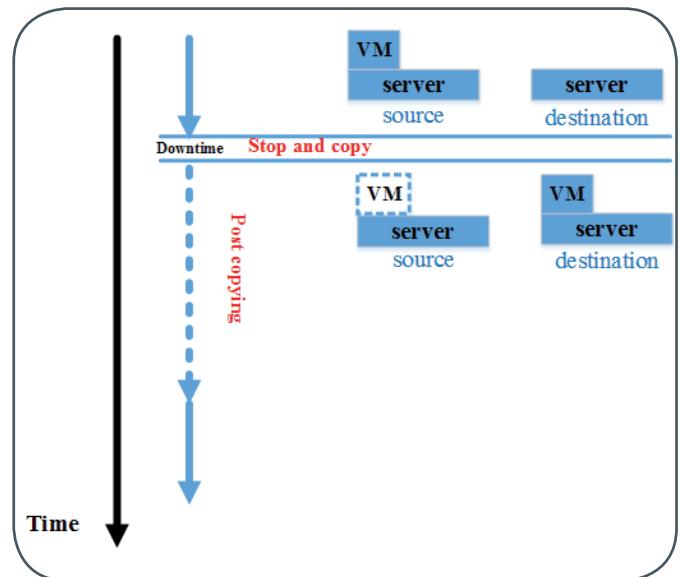 VM
server
server
source
destination
Downtime
Stop and copy
VM
VM
server
server
source
destination
Post copying
Time